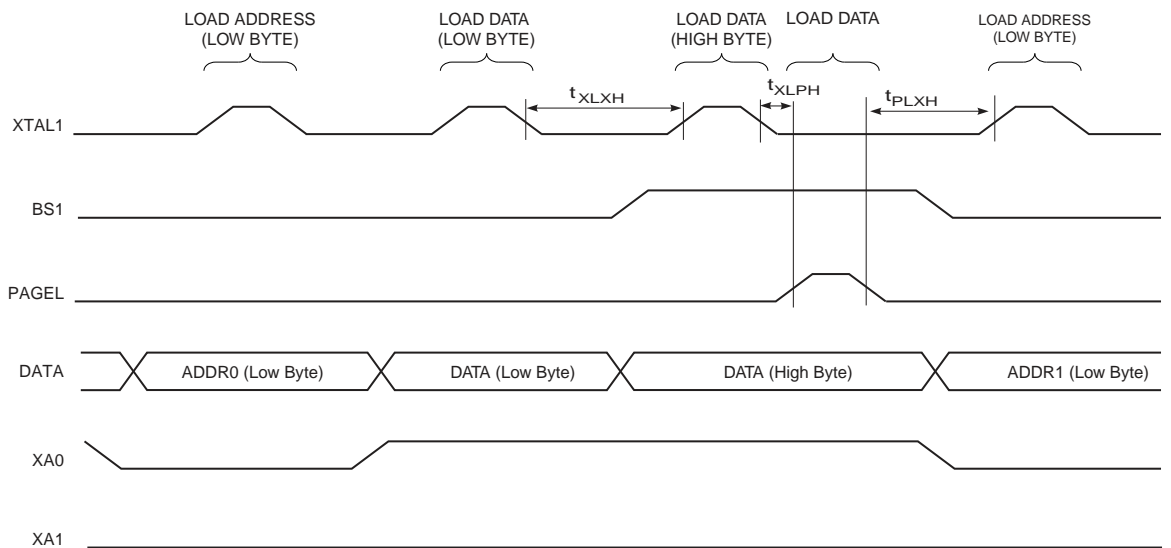 LOAD ADDRESS
(LOW BYTE)
LOAD DATA
(LOW BYTE)
LOAD DATA
(HIGH BYTE)
LOAD DATA
LOAD ADDRESS
(LOW BYTE)
tXLXH
tXLPH
tPLXH
XTAL1
BS1
PAGEL
DATA
ADDR0 (Low Byte)
DATA (Low Byte)
DATA (High Byte)
ADDR1 (Low Byte)
XA0
XA1